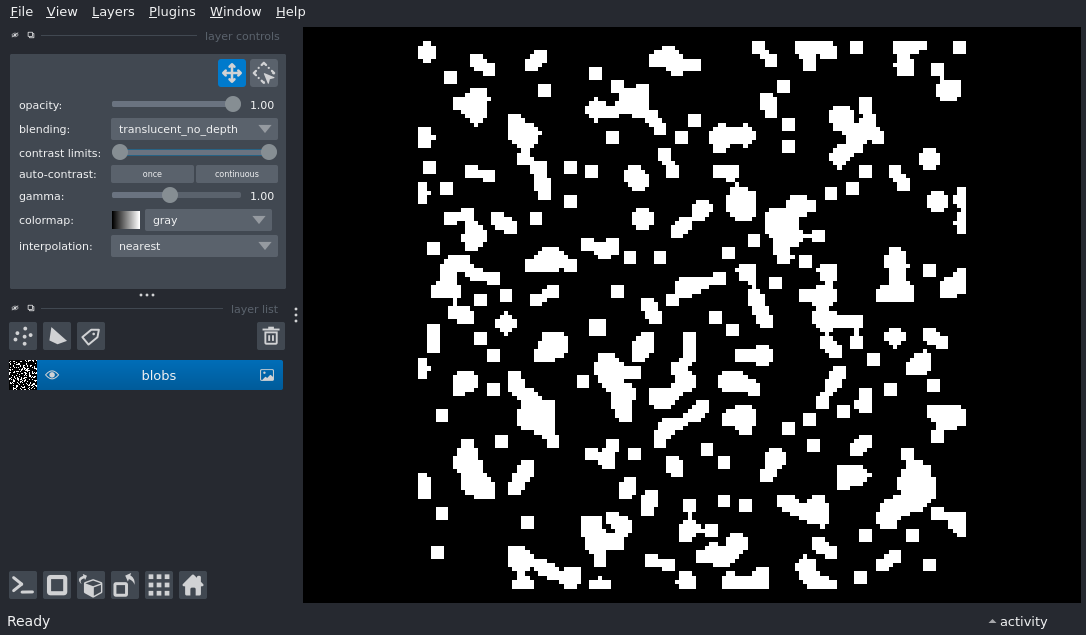 File View Layers Plugins Window Help
layer controls
opacity: 1.00
blending: translucent_no_depth
contrast limits:
auto-contrast: once continuous
gamma: 1.00
colormap: gray
interpolation: nearest
layer list
blobs
Ready
activity